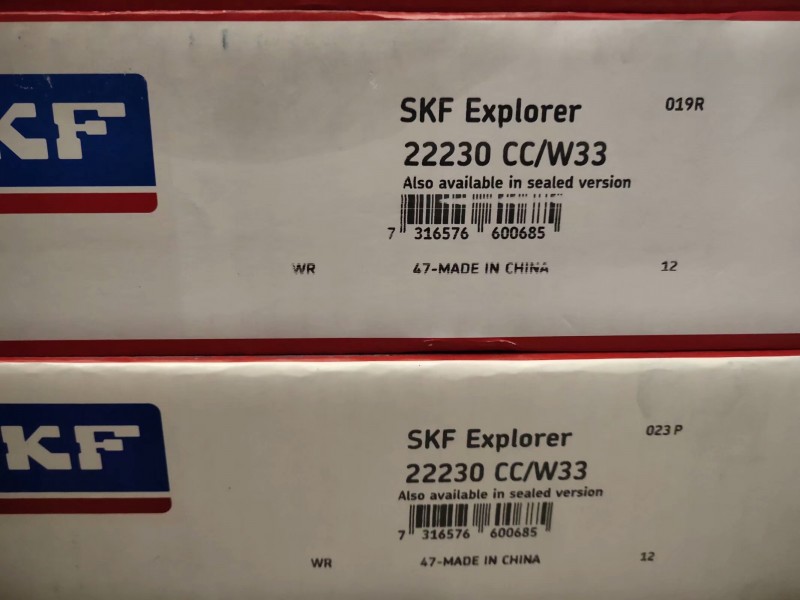 SKF
SKF Explorer 019R
22230 CC/W33
Also available in sealed version
7 316576 600685
WR 47-MADE IN CHINA 12
SKF
SKF Explorer 023 P
22230 CC/W33
Also available in sealed version
7 316576 600685
WR 47-MADE IN CHINA 12